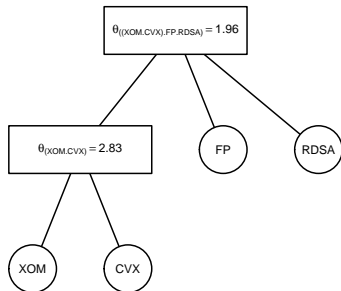 θ((XOM.CVX).FP.RDSA) = 1.96
θ(XOM.CVX) = 2.83
FP
RDSA
XOM
CVX